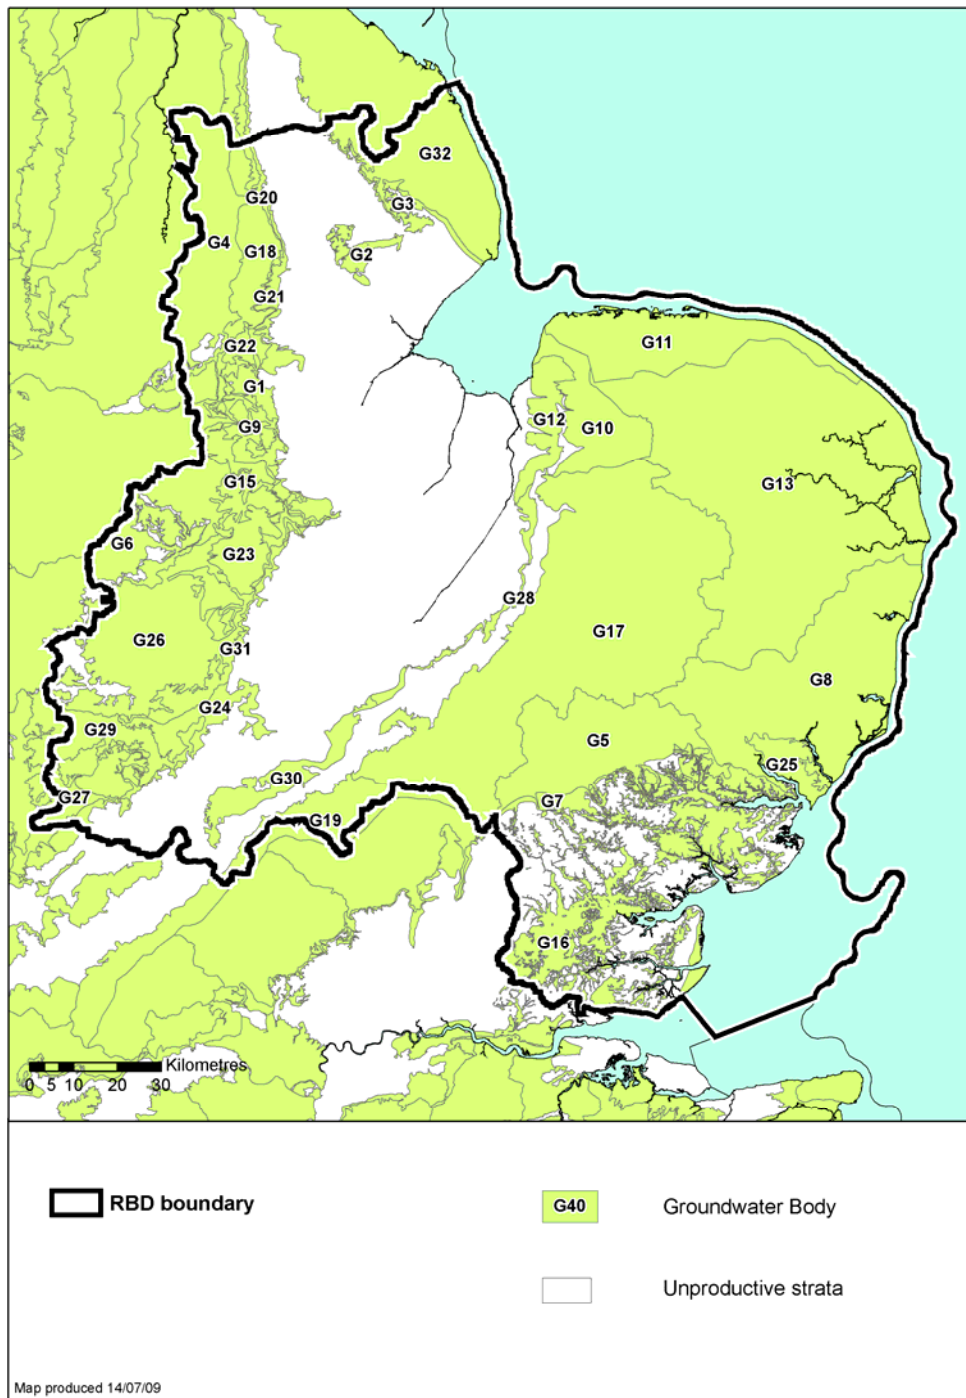 G32
G20
G3
G4
G18
G2
G21
G11
G22
G1
G12
G9
G10
G15
G13
G6
G23
G28
G26
G17
G31
G8
G24
G29
G5
G25
G30
G27
G7
G19
G16
Kilometres
0 5 10 20 30
RBD boundary
G40 Groundwater Body
Unproductive strata
Map produced 14/07/09